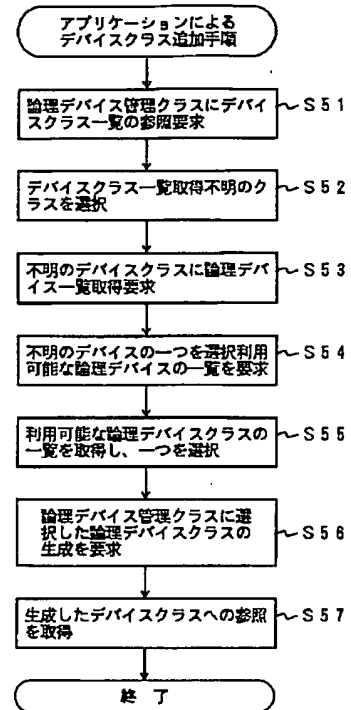 アプリケーションによる
デバイスクラス追加手順
論理デバイス管理クラスにデバイ
スクラス一覧の参照要求
~S51
デバイスクラス一覧取得不明のク
ラスを選択
~S52
不明のデバイスクラスに論理デバ
イス一覧取得要求
~S53
不明のデバイスの一つを選択利用
可能な論理デバイスの一覧を要求
~S54
利用可能な論理デバイスクラスの
一覧を取得し、一つを選択
~S55
論理デバイス管理クラスに選
択した論理デバイスクラスの
生成を要求
~S56
生成したデバイスクラスへの参照
を取得
~S57
終了